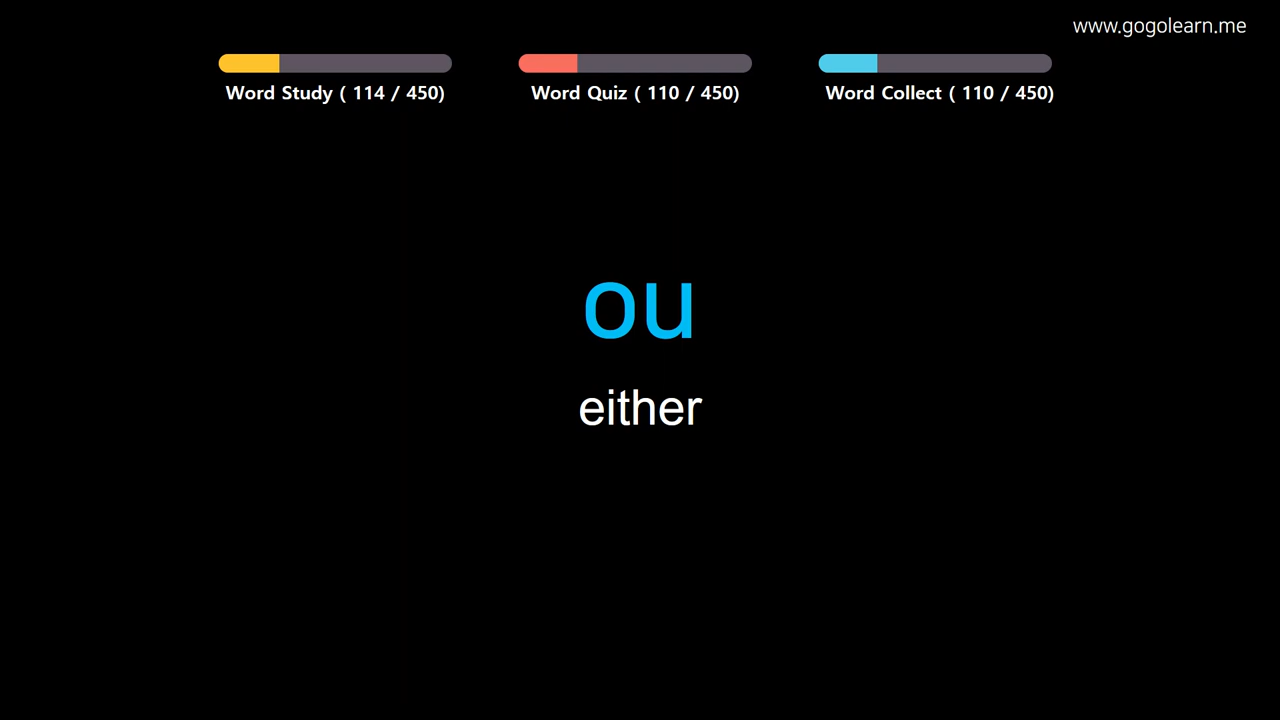 www.gogolearn.me
Word Study ( 114 / 450)
Word Quiz ( 110 / 450)
Word Collect ( 110 / 450)
ou
either